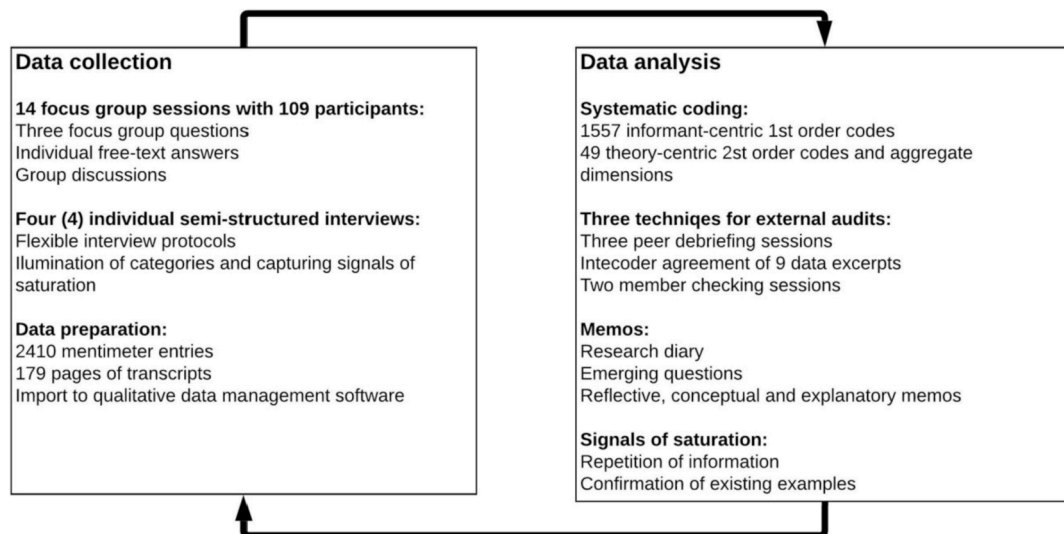 Data collection
14 focus group sessions with 109 participants:
Three focus group questions
Individual free-text answers
Group discussions
Four (4) individual semi-structured interviews:
Flexible interview protocols
Ilumination of categories and capturing signals of
saturation
Data preparation:
2410 mentimeter entries
179 pages of transcripts
Import to qualitative data management software
Data analysis
Systematic coding:
1557 informant-centric 1st order codes
49 theory-centric 2st order codes and aggregate
dimensions
Three techniqes for external audits:
Three peer debriefing sessions
Intecoder agreement of 9 data excerpts
Two member checking sessions
Memos:
Research diary
Emerging questions
Reflective, conceptual and explanatory memos
Signals of saturation:
Repetition of information
Confirmation of existing examples